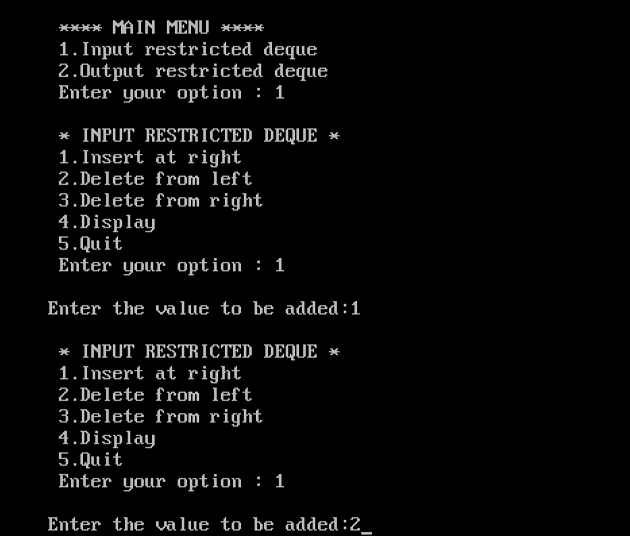 **** MAIN MENU ****
1.Input restricted deque
2.Output restricted deque
Enter your option : 1
* INPUT RESTRICTED DEQUE *
1.Insert at right
2.Delete from left
3.Delete from right
4.Display
5.Quit
Enter your option : 1
Enter the value to be added:1
* INPUT RESTRICTED DEQUE *
1.Insert at right
2.Delete from left
3.Delete from right
4.Display
5.Quit
Enter your option : 1
Enter the value to be added:2_